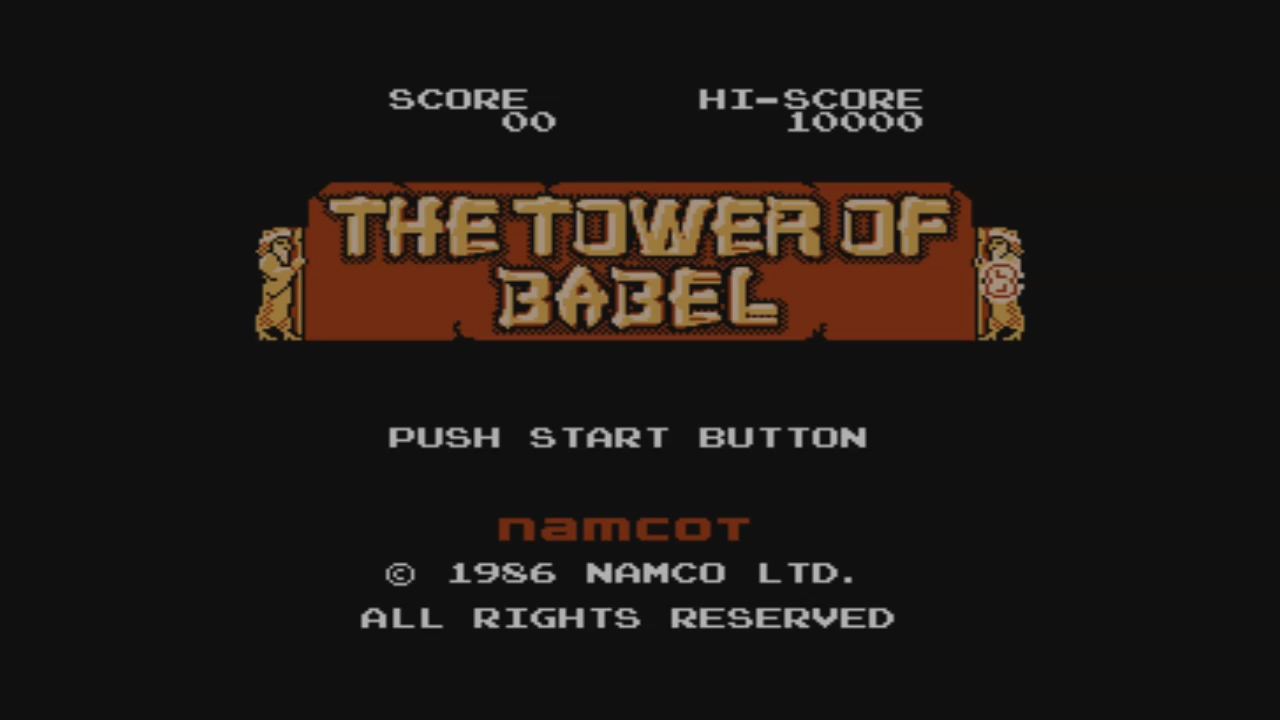 SCORE HI-SCORE
00 10000
THE TOWER OF
BABEL
PUSH START BUTTON
namcot
© 1986 NAMCO LTD.
ALL RIGHTS RESERVED